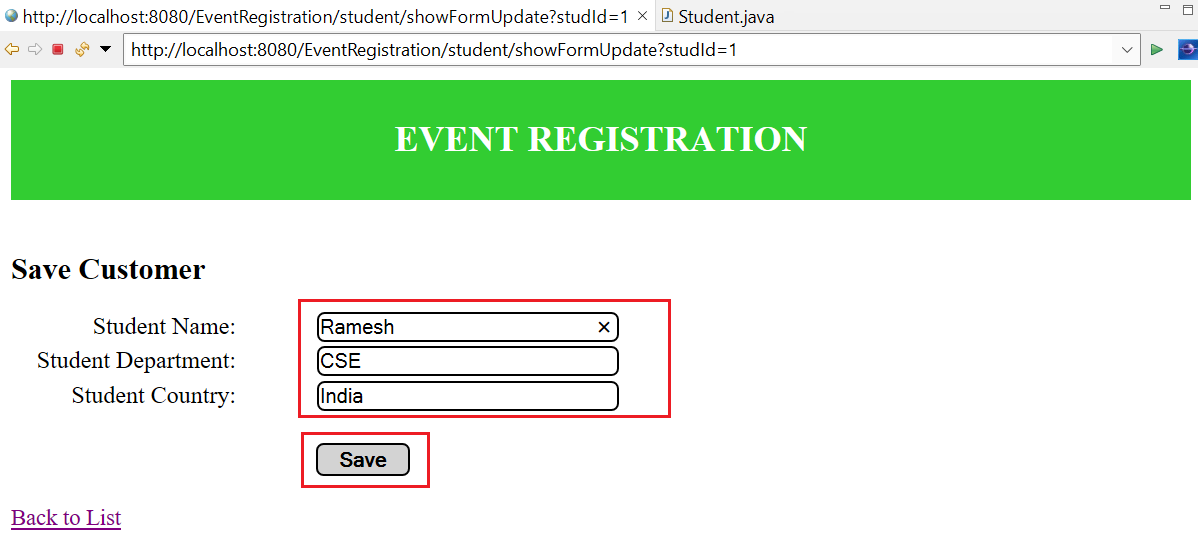 http://localhost:8080/EventRegistration/student/showFormUpdate?studId=1 Student.java
http://localhost:8080/EventRegistration/student/showFormUpdate?studId=1
EVENT REGISTRATION
Save Customer
Student Name: Ramesh
Student Department: CSE
Student Country: India
Save
Back to List